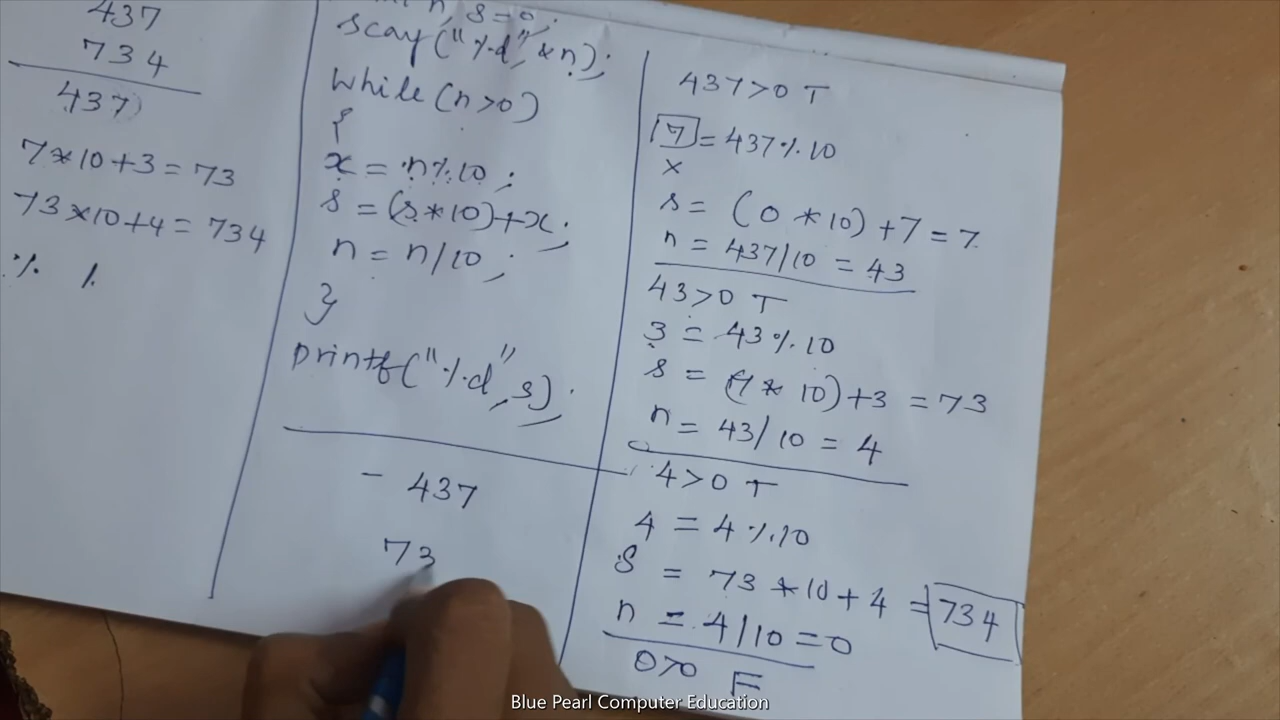 437
734
437
7*10+3=73
73*10+4=734
% /.
n, s=0;
scay("%d",&n);
while(n>0)
{
x = n%10;
s = (s*10)+x;
n = n/10;
}
printf("%d",s);
- 437
73
437>0 T
7 = 437%10
x
s = (0*10)+7=7
n = 437/10 = 43
43>0 T
3 = 43%10
s = (7*10)+3 = 73
n = 43/10 = 4
4>0 T
4 = 4%10
s = 73*10+4 = 734
n = 4/10=0
0>0 F
Blue Pearl Computer Education